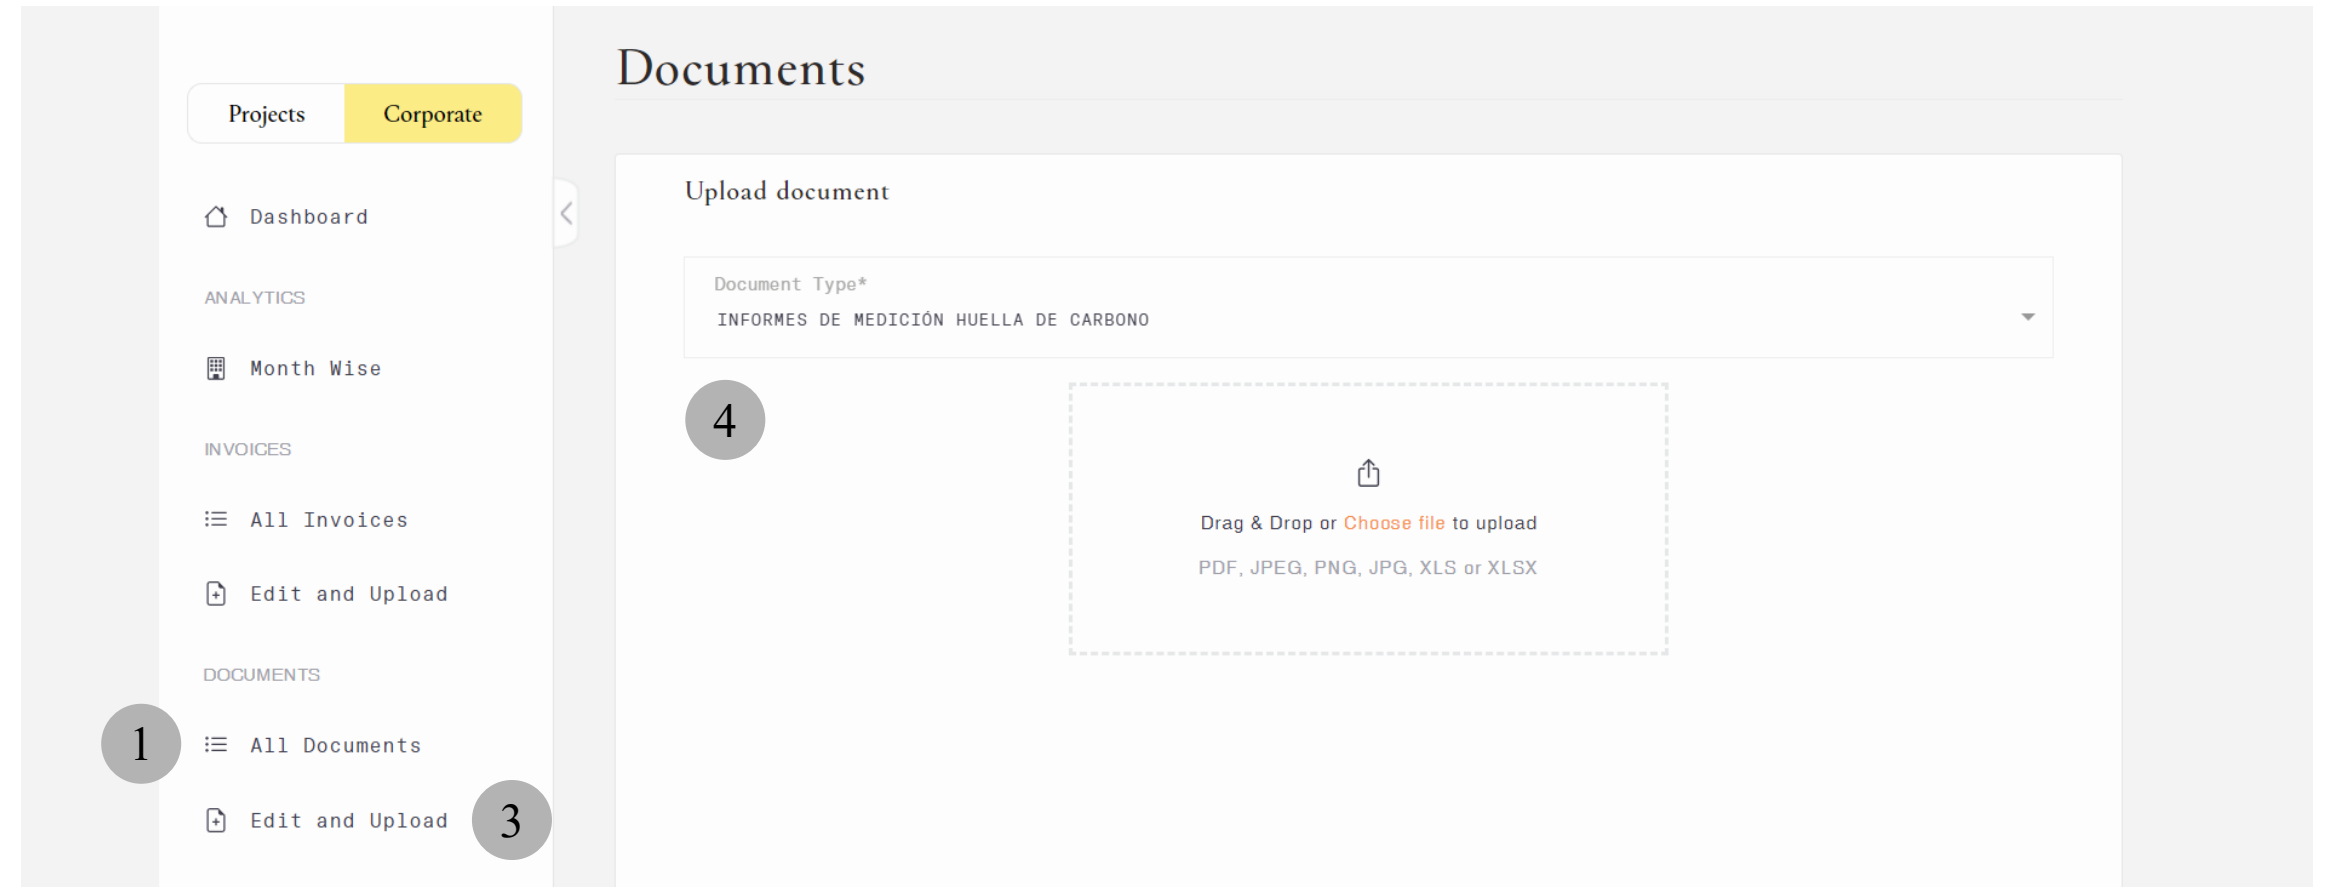 Projects
Corporate
Dashboard
ANALYTICS
Month Wise
INVOICES
All Invoices
Edit and Upload
DOCUMENTS
1
All Documents
Edit and Upload
3
Documents
Upload document
Document Type*
INFORMES DE MEDICIÓN HUELLA DE CARBONO
4
Drag & Drop or Choose file to upload
PDF, JPEG, PNG, JPG, XLS or XLSX